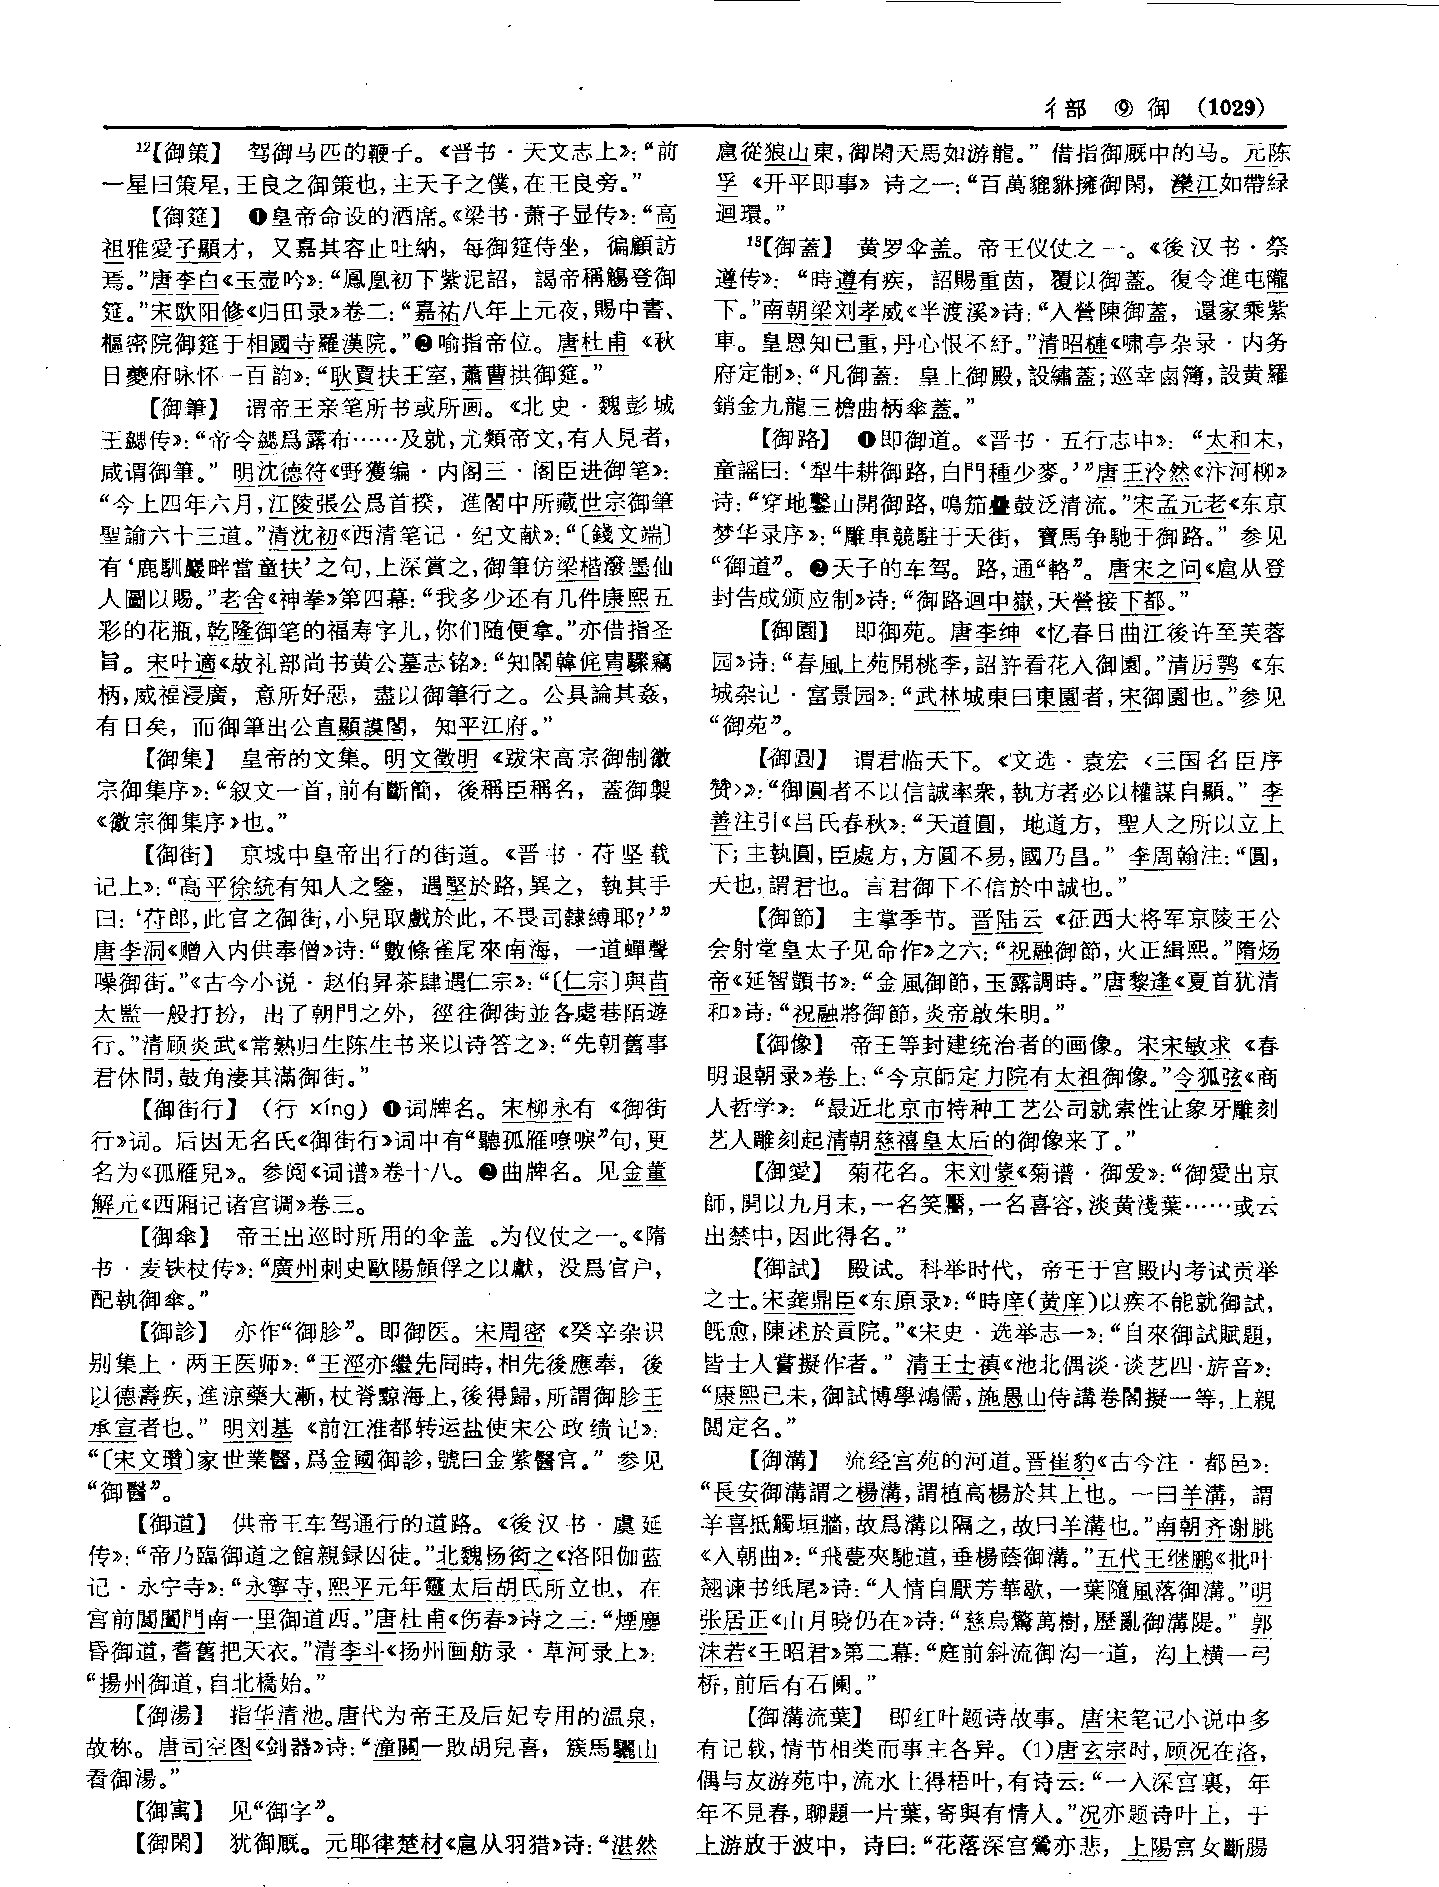 彳部 ⑨ 御 (1029)
¹²【御策】 驾御马匹的鞭子。《晋书·天文志上》：“前
一星曰策星，王良之御策也，主天子之僕，在王良旁。”
【御筵】 ❶皇帝命设的酒席。《梁书·萧子显传》：“高
祖雅愛子顯才，又嘉其容止吐納，每御筵侍坐，徧顧訪
焉。”唐李白《玉壶吟》：“鳳凰初下紫泥詔，謁帝稱觴登御
筵。”宋欧阳修《归田录》卷二：“嘉祐八年上元夜，賜中書、
樞密院御筵于相國寺羅漢院。”❷喻指帝位。唐杜甫《秋
日夔府咏怀一百韵》：“耿賈扶王室，蕭曹拱御筵。”
【御筆】 谓帝王亲笔所书或所画。《北史·魏彭城
王勰传》：“帝令勰爲露布……及就，尤類帝文，有人見者，
咸谓御筆。” 明沈德符《野獲编·内阁三·阁臣进御笔》：
“今上四年六月，江陵張公爲首揆，進閣中所藏世宗御筆
聖諭六十三道。”清沈初《西清笔记·纪文献》：“〔錢文端〕
有‘鹿馴巖畔當童扶’之句，上深賞之，御筆仿梁楷潑墨仙
人圖以賜。”老舍《神拳》第四幕：“我多少还有几件康熙五
彩的花瓶，乾隆御笔的福寿字儿，你们随便拿。”亦借指圣
旨。宋叶適《故礼部尚书黄公墓志铭》：“知閣韓侂冑驟竊
柄，威福浸廣，意所好惡，盡以御筆行之。公具論其姦，
有日矣，而御筆出公直顯謨閣，知平江府。”
【御集】 皇帝的文集。明文徵明《跋宋高宗御制徽
宗御集序》：“叙文一首，前有斷簡，後稱臣稱名，蓋御製
《徽宗御集序》也。”
【御街】 京城中皇帝出行的街道。《晋书·苻坚载
记上》：“高平徐統有知人之鑒，遇堅於路，異之，執其手
曰：‘苻郎，此官之御街，小兒取戲於此，不畏司隸縛耶？’”
唐李洞《赠入内供奉僧》诗：“數條雀尾來南海，一道蟬聲
噪御街。”《古今小说·赵伯昇茶肆遇仁宗》：“〔仁宗〕與苗
太監一般打扮，出了朝門之外，徑往御街並各處巷陌遊
行。”清顾炎武《常熟归生陈生书来以诗答之》：“先朝舊事
君休問，鼓角淒其滿御街。”
【御街行】（行 xíng）❶词牌名。宋柳永有《御街
行》词。后因无名氏《御街行》词中有“聽孤雁嘹唳”句，更
名为《孤雁兒》。参阅《词谱》卷十八。❷曲牌名。见金董
解元《西厢记诸宫调》卷三。
【御傘】 帝王出巡时所用的伞盖。为仪仗之一。《隋
书·麦铁杖传》：“廣州刺史歐陽頠俘之以獻，没爲官户，
配執御傘。”
【御診】 亦作“御胗”。即御医。宋周密《癸辛杂识
别集上·两王医师》：“王涇亦繼先同時，相先後應奉，後
以德壽疾，進涼藥大漸，杖脊黥海上，後得歸，所謂御胗王
承宣者也。” 明刘基《前江淮都转运盐使宋公政绩记》：
“〔宋文瓚〕家世業醫，爲金國御診，號曰金紫醫官。” 参见
“御醫”。
【御道】 供帝王车驾通行的道路。《後汉书·虞延
传》：“帝乃臨御道之館親録囚徒。”北魏杨衒之《洛阳伽蓝
记·永宁寺》：“永寧寺，熙平元年靈太后胡氏所立也，在
宫前閶闔門南一里御道西。”唐杜甫《伤春》诗之三：“煙塵
昏御道，耆舊把天衣。”清李斗《扬州画舫录·草河录上》：
“揚州御道，自北橋始。”
【御湯】 指华清池。唐代为帝王及后妃专用的温泉，
故称。唐司空图《剑器》诗：“潼關一敗胡兒喜，簇馬驪山
看御湯。”
【御寓】 见“御字”。
【御閑】 犹御厩。元耶律楚材《扈从羽猎》诗：“湛然
扈從狼山東，御閑天馬如游龍。” 借指御厩中的马。元陈
孚《开平即事》诗之一：“百萬貔貅擁御閑，灤江如帶緑
迴環。”
¹³【御蓋】 黄罗伞盖。帝王仪仗之一。《後汉书·祭
遵传》：“時遵有疾，詔賜重茵，覆以御蓋。復令進屯隴
下。”南朝梁刘孝威《半渡溪》诗：“入營陳御蓋，還家乘紫
車。皇恩知已重，丹心恨不紓。”清昭槤《啸亭杂录·内务
府定制》：“凡御蓋：皇上御殿，設繡蓋；巡幸鹵簿，設黄羅
銷金九龍三檐曲柄傘蓋。”
【御路】 ❶即御道。《晋书·五行志中》：“太和末，
童謡曰：‘犁牛耕御路，白門種少麥。’”唐王泠然《汴河柳》
诗：“穿地鑿山開御路，鳴笳疊鼓泛清流。”宋孟元老《东京
梦华录序》：“雕車競駐于天街，寶馬争馳于御路。” 参见
“御道”。❷天子的车驾。路，通“輅”。唐宋之问《扈从登
封告成颁应制》诗：“御路迴中嶽，天營接下都。”
【御園】 即御苑。唐李绅《忆春日曲江後许至芙蓉
园》诗：“春風上苑開桃李，詔許看花入御園。”清厉鹗《东
城杂记·富景园》：“武林城東曰東園者，宋御園也。”参见
“御苑”。
【御圓】 谓君临天下。《文选·袁宏〈三国名臣序
赞〉》：“御圓者不以信誠率衆，執方者必以權謀自顯。” 李
善注引《吕氏春秋》：“天道圓，地道方，聖人之所以立上
下；主執圓，臣處方，方圓不易，國乃昌。” 李周翰注：“圓，
天也，謂君也。言君御下不信於中誠也。”
【御節】 主掌季节。晋陆云《征西大将军京陵王公
会射堂皇太子见命作》之六：“祝融御節，火正緝熙。”隋炀
帝《延智顗书》：“金風御節，玉露調時。”唐黎逢《夏首犹清
和》诗：“祝融將御節，炎帝啟朱明。”
【御像】 帝王等封建统治者的画像。宋宋敏求《春
明退朝录》卷上：“今京師定力院有太祖御像。”令狐弦《商
人哲学》：“最近北京市特种工艺公司就索性让象牙雕刻
艺人雕刻起清朝慈禧皇太后的御像来了。”
【御愛】 菊花名。宋刘蒙《菊谱·御爱》：“御愛出京
師，開以九月末，一名笑靨，一名喜容，淡黄淺葉……或云
出禁中，因此得名。”
【御試】 殿试。科举时代，帝王于宫殿内考试贡举
之士。宋龚鼎臣《东原录》：“時庠（黄庠）以疾不能就御試，
既愈，陳述於貢院。”《宋史·选举志一》：“自來御試賦題，
皆士人嘗擬作者。” 清王士禛《池北偶谈·谈艺四·旂音》：
“康熙己未，御試博學鴻儒，施愚山侍講卷閣擬一等，上親
閲定名。”
【御溝】 流经宫苑的河道。晋崔豹《古今注·都邑》：
“長安御溝謂之楊溝，謂植高楊於其上也。一曰羊溝，謂
羊喜抵觸垣牆，故爲溝以隔之，故曰羊溝也。”南朝齐谢朓
《入朝曲》：“飛甍夾馳道，垂楊蔭御溝。”五代王继鹏《批叶
翘谏书纸尾》诗：“人情自厭芳華歇，一葉隨風落御溝。”明
张居正《山月晓仍在》诗：“慈烏驚萬樹，歷亂御溝隄。” 郭
沫若《王昭君》第二幕：“庭前斜流御沟一道，沟上横一弓
桥，前后有石阑。”
【御溝流葉】 即红叶题诗故事。唐宋笔记小说中多
有记载，情节相类而事主各异。（1）唐玄宗时，顾况在洛，
偶与友游苑中，流水上得梧叶，有诗云：“一入深宫裏，年
年不見春，聊題一片葉，寄與有情人。”况亦题诗叶上，于
上游放于波中，诗曰：“花落深宫鶯亦悲，上陽宫女斷腸